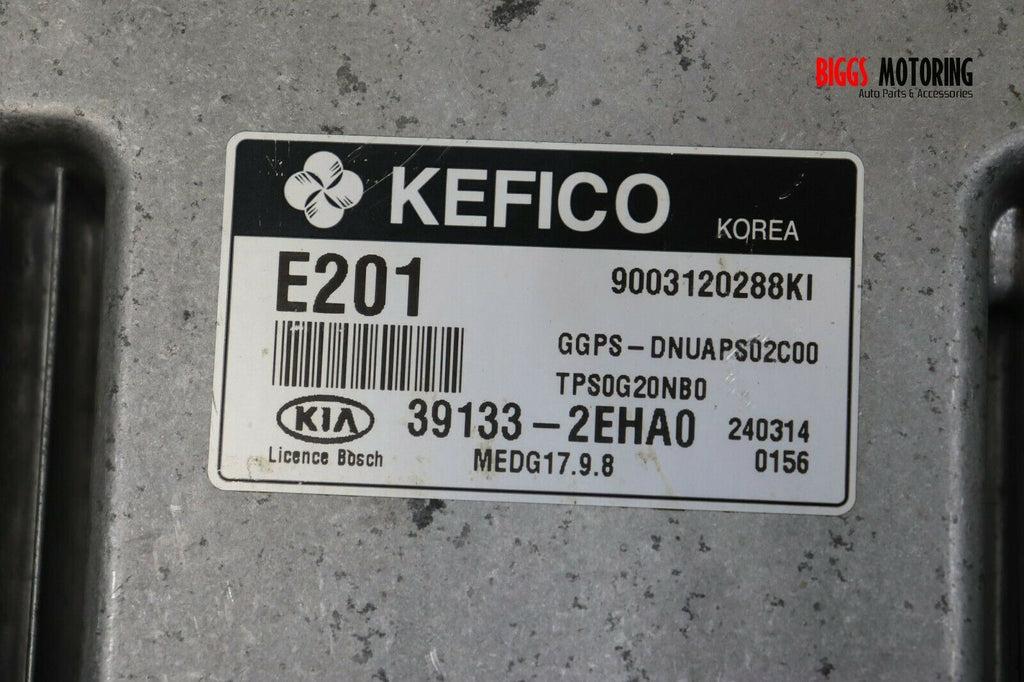 BIGGS MOTORING
Auto Parts & Accessories
KEFICO KOREA
E201 9003120288KI
GGPS-DNUAPS02C00
TPS0G20NB0
KIA 39133-2EHA0 240314
Licence Bosch MEDG17.9.8 0156